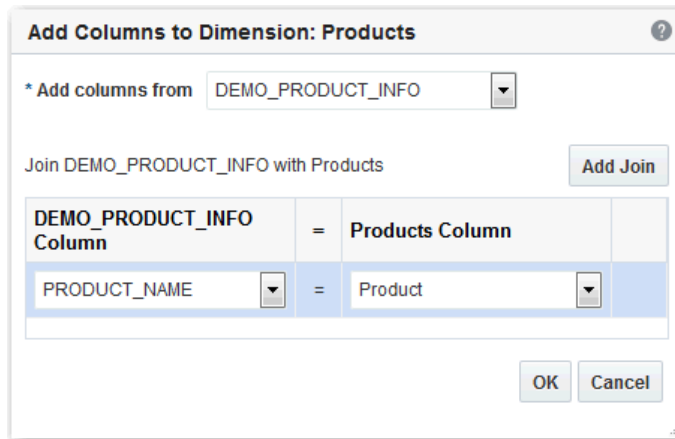 Add Columns to Dimension: Products ?
* Add columns from DEMO_PRODUCT_INFO
Join DEMO_PRODUCT_INFO with Products Add Join
DEMO_PRODUCT_INFO
Column = Products Column
PRODUCT_NAME = Product
OK Cancel